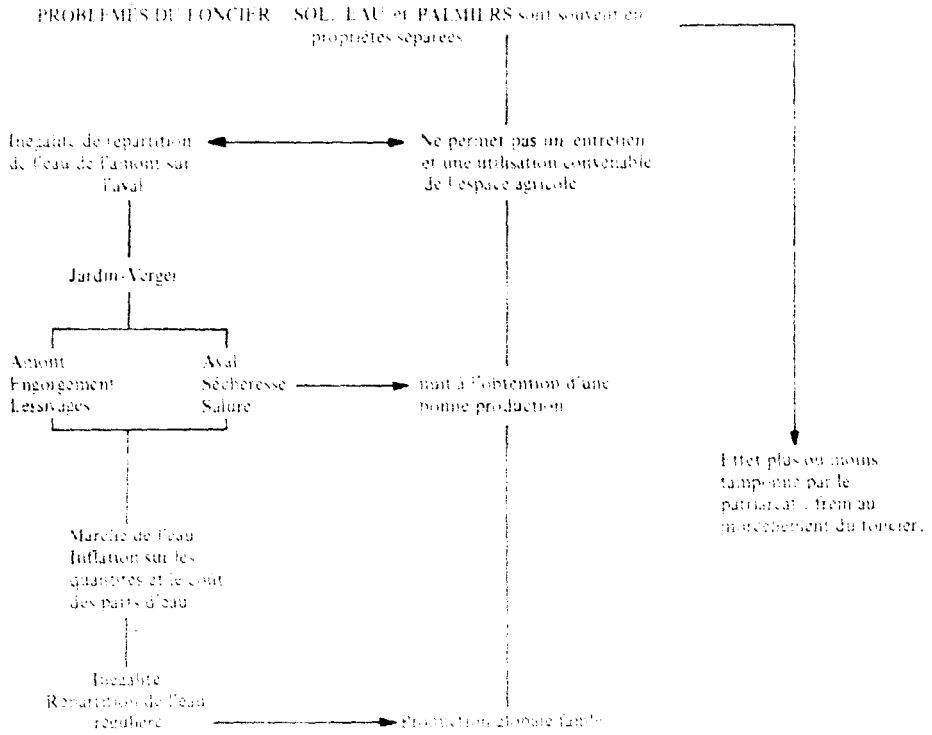 PROBLEMES DU FONCIER SOL, EAU et PALMIERS sont souvent en
propriétés séparées
Inégalité de répartition
de l'eau de l'amont sur
l'aval
Ne permet pas un entretien
et une utilisation convenable
de l'espace agricole
Jardin-Verger
Amont
Engorgement
Lessivages
Aval
Sécheresse
Salure
nuit à l'obtention d'une
bonne production
Effet plus ou moins
tamponné par le
patriarcat, frein au
morcellement du foncier.
Marché de l'eau
Inflation sur les
quantités et le coût
des parts d'eau
Inégalité
Répartition de l'eau
régulière
Production globale faible